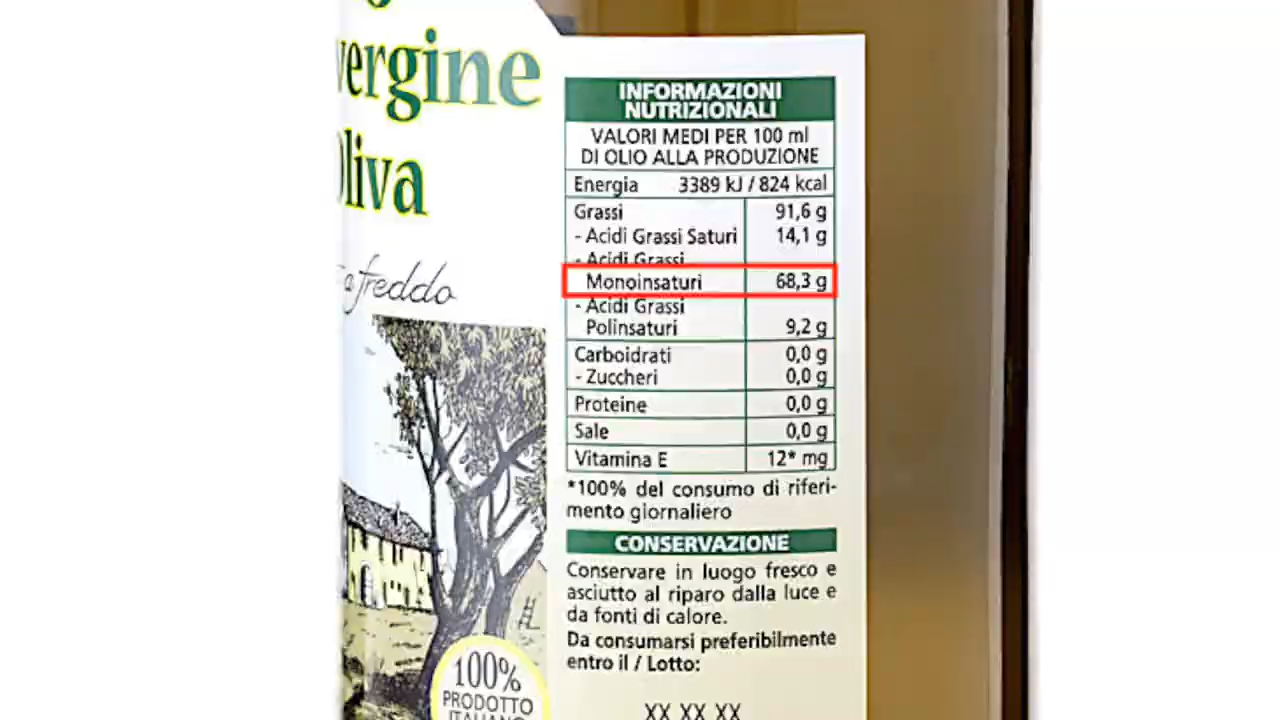 vergine
oliva
a freddo
INFORMAZIONI
NUTRIZIONALI
VALORI MEDI PER 100 ml
DI OLIO ALLA PRODUZIONE
Energia 3389 kJ / 824 kcal
Grassi 91,6 g
- Acidi Grassi Saturi 14,1 g
- Acidi Grassi
Monoinsaturi 68,3 g
- Acidi Grassi
Polinsaturi 9,2 g
Carboidrati 0,0 g
- Zuccheri 0,0 g
Proteine 0,0 g
Sale 0,0 g
Vitamina E 12* mg
*100% del consumo di riferi-
mento giornaliero
CONSERVAZIONE
Conservare in luogo fresco e
asciutto al riparo dalla luce e
da fonti di calore.
Da consumarsi preferibilmente
entro il / Lotto:
XX XX XX
100%
PRODOTTO
ITALIANO